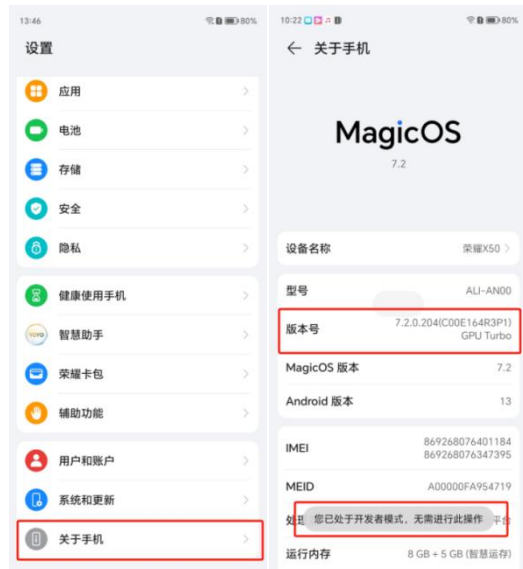 13:46
80%
设置
应用
电池
存储
安全
隐私
健康使用手机
YOYO
智慧助手
荣耀卡包
辅助功能
用户和账户
系统和更新
关于手机
10:22
80%
← 关于手机
MagicOS
7.2
设备名称 荣耀X50
型号 ALI-AN00
版本号 7.2.0.204(C00E164R3P1)
GPU Turbo
MagicOS 版本 7.2
Android 版本 13
IMEI 869268076401184
869268076347395
MEID A00000FA954719
您已处于开发者模式，无需进行此操作
运行内存 8 GB + 5 GB (智慧运存)